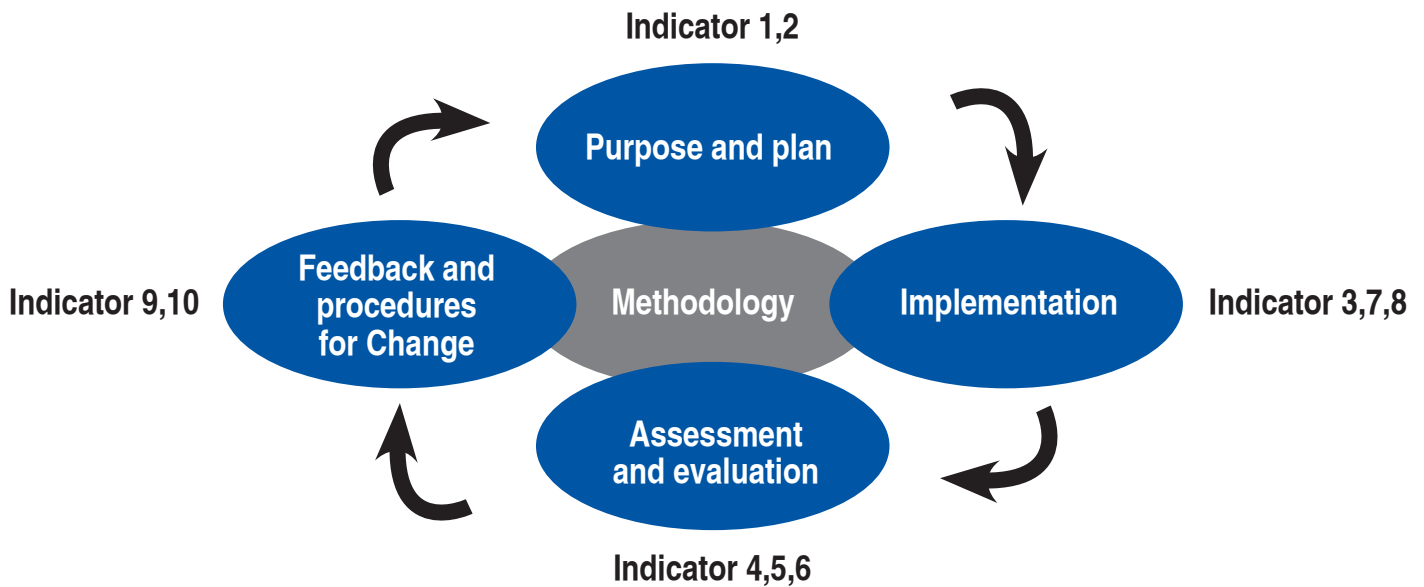 Indicator 1,2
Purpose and plan
Feedback and
procedures
for Change
Indicator 9,10
Methodology
Implementation
Indicator 3,7,8
Assessment
and evaluation
Indicator 4,5,6